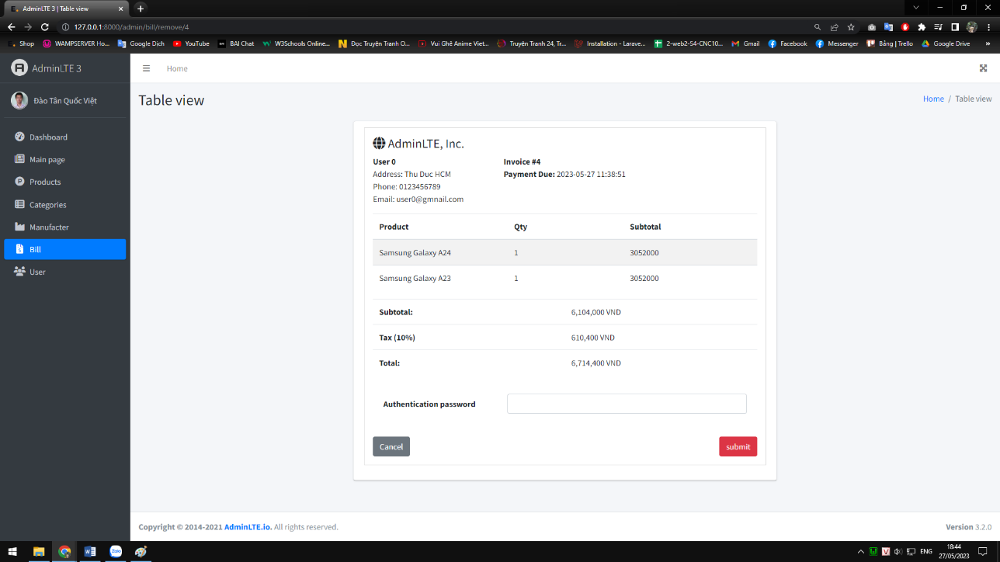 AdminLTE 3 | Table view
127.0.0.1:8000/admin/bill/remove/4
Shop WAMPSERVER Ho... Google Dịch YouTube BAI Chat W3Schools Online... Đọc Truyện Tranh O... Vui Ghê Anime Viet... Truyện Tranh 24, Tr... Installation - Larave... 2-web2-S4-CNC10... Gmail Facebook Messenger Bảng | Trello Google Drive »
AdminLTE 3
Home
Đào Tân Quốc Việt
Table view
Home / Table view
Dashboard
Main page
Products
Categories
Manufacter
Bill
User
AdminLTE, Inc.
User 0 Invoice #4
Address: Thu Duc HCM Payment Due: 2023-05-27 11:38:51
Phone: 0123456789
Email: user0@gmnail.com
Product Qty Subtotal
Samsung Galaxy A24 1 3052000
Samsung Galaxy A23 1 3052000
Subtotal: 6,104,000 VND
Tax (10%) 610,400 VND
Total: 6,714,400 VND
Authentication password
Cancel submit
Copyright © 2014-2021 AdminLTE.io. All rights reserved.
Version 3.2.0
Zalo
ENG
18:44
27/05/2023